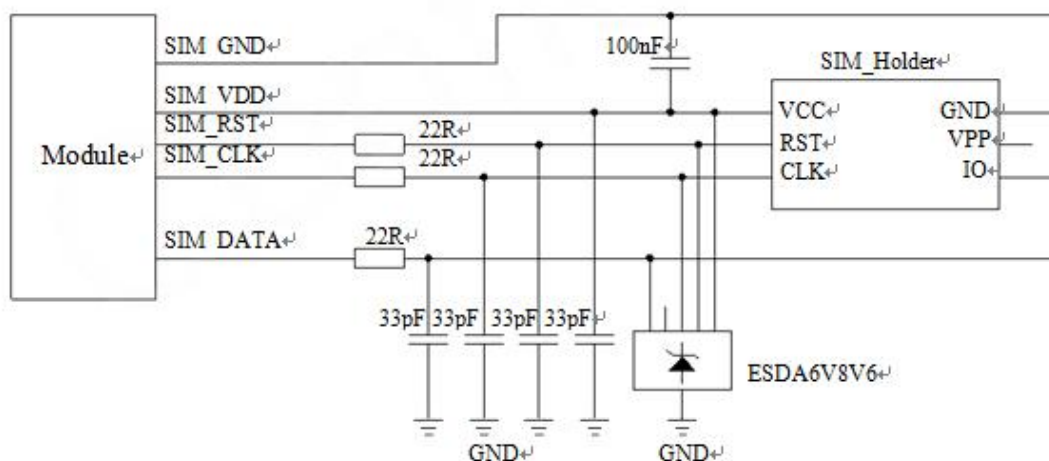 SIM_GND↵
100nF↵
SIM_Holder↵
SIM_VDD↵
VCC↵
GND↵
SIM_RST↵
22R↵
RST↵
VPP↵
Module↵
SIM_CLK↵
22R↵
CLK↵
IO↵
SIM_DATA↵
22R↵
33pF 33pF↵ 33pF↵ 33pF↵
ESDA6V8V6↵
GND↵
GND↵